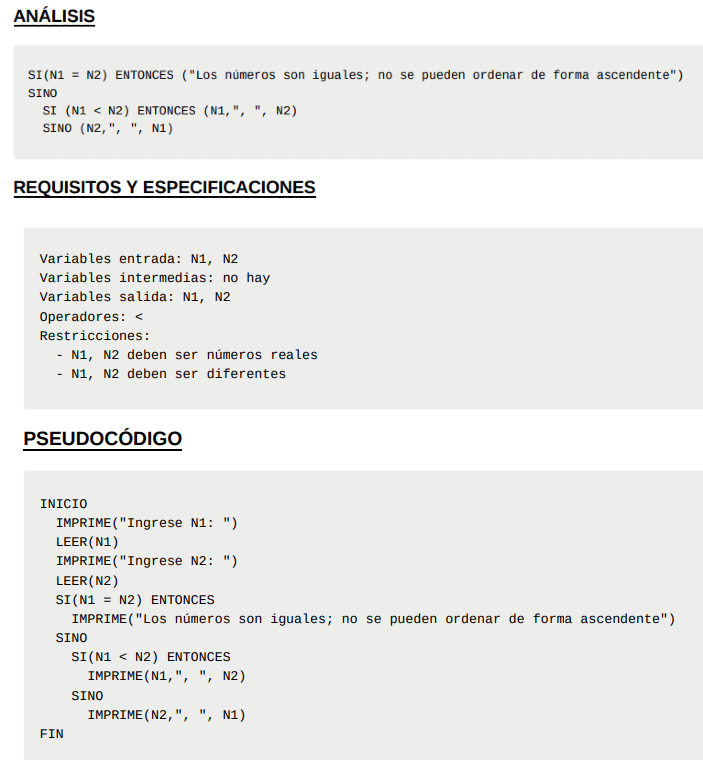 ANÁLISIS
SI(N1 = N2) ENTONCES ("Los números son iguales; no se pueden ordenar de forma ascendente")
SINO
  SI (N1 < N2) ENTONCES (N1,", ", N2)
  SINO (N2,", ", N1)
REQUISITOS Y ESPECIFICACIONES
Variables entrada: N1, N2
Variables intermedias: no hay
Variables salida: N1, N2
Operadores: <
Restricciones:
  - N1, N2 deben ser números reales
  - N1, N2 deben ser diferentes
PSEUDOCÓDIGO
INICIO
  IMPRIME("Ingrese N1: ")
  LEER(N1)
  IMPRIME("Ingrese N2: ")
  LEER(N2)
  SI(N1 = N2) ENTONCES
    IMPRIME("Los números son iguales; no se pueden ordenar de forma ascendente")
  SINO
    SI(N1 < N2) ENTONCES
      IMPRIME(N1,", ", N2)
    SINO
      IMPRIME(N2,", ", N1)
FIN